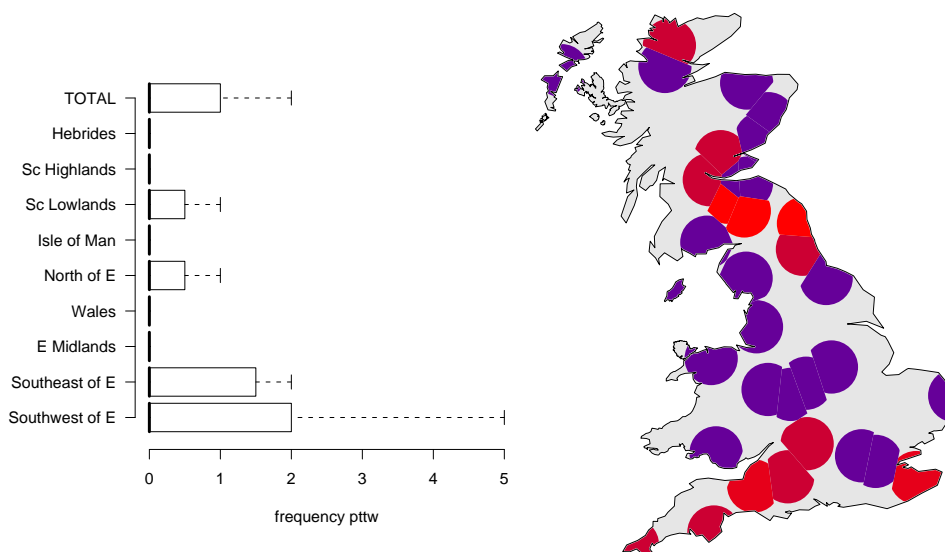 TOTAL
Hebrides
Sc Highlands
Sc Lowlands
Isle of Man
North of E
Wales
E Midlands
Southeast of E
Southwest of E
0 1 2 3 4 5
frequency pttw